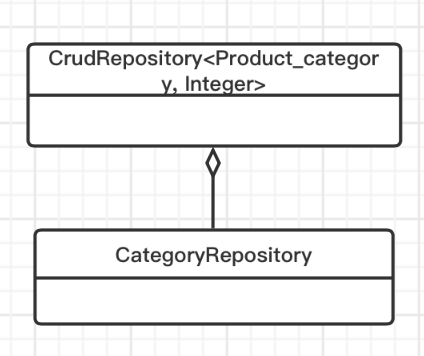 CrudRepository<Product_categor
y, Integer>
CategoryRepository